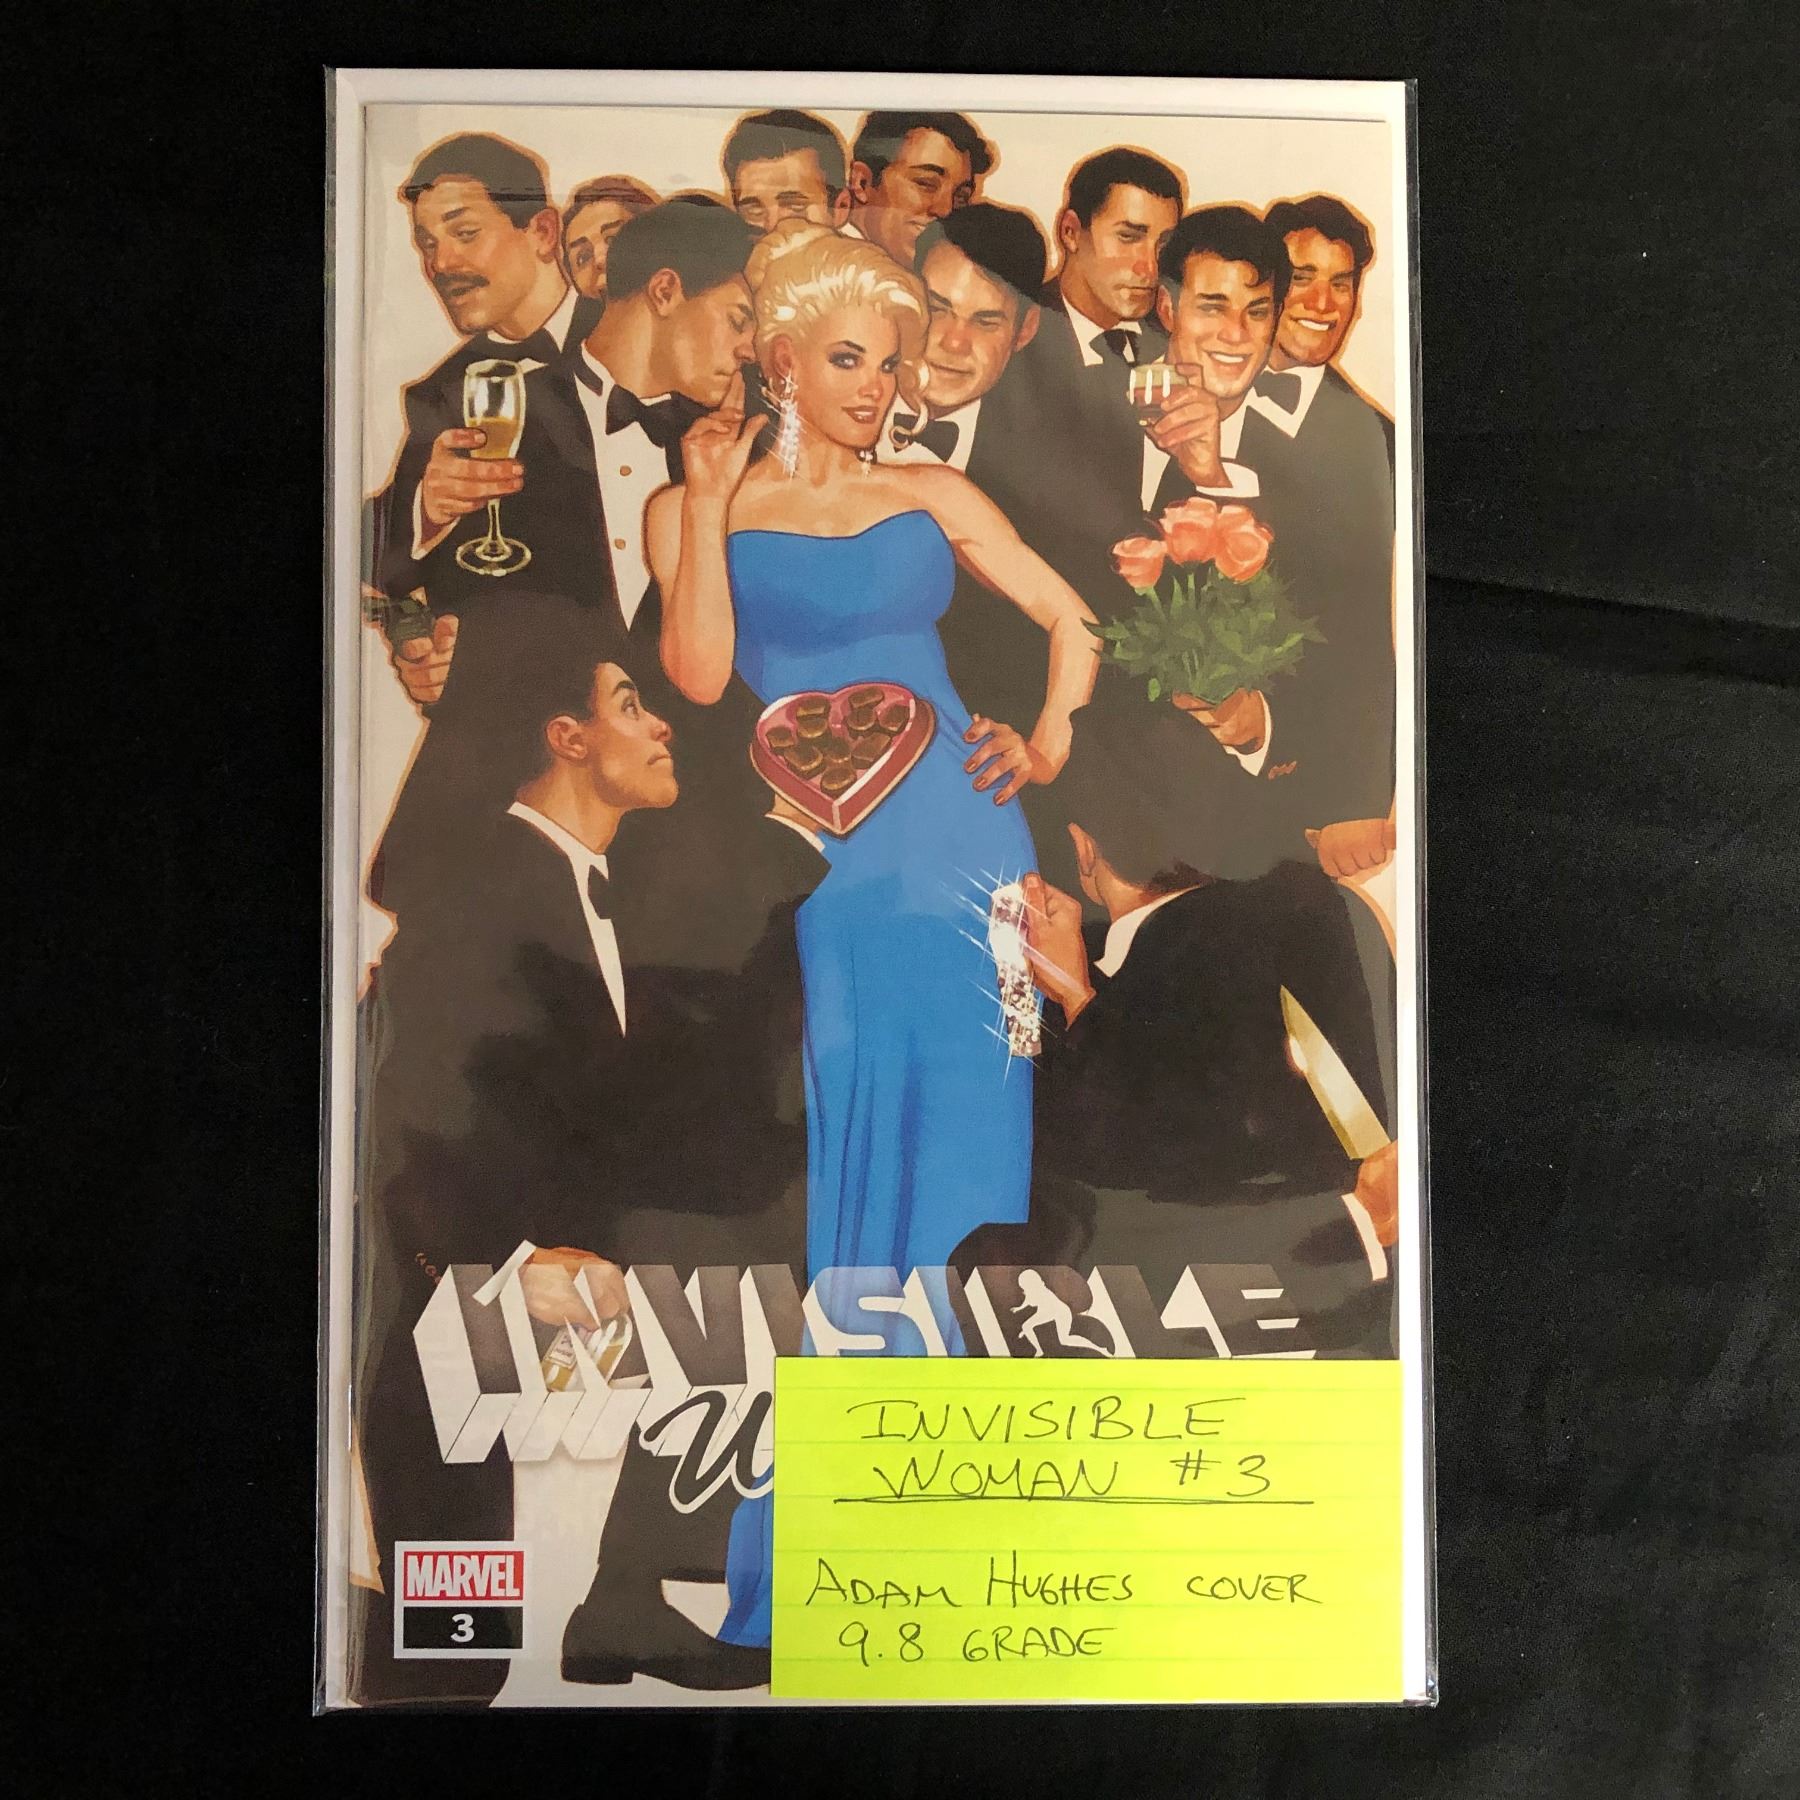 INVISIBLE
MARVEL
3
INVISIBLE
WOMAN #3
ADAM HUGHES COVER
9.8 GRADE